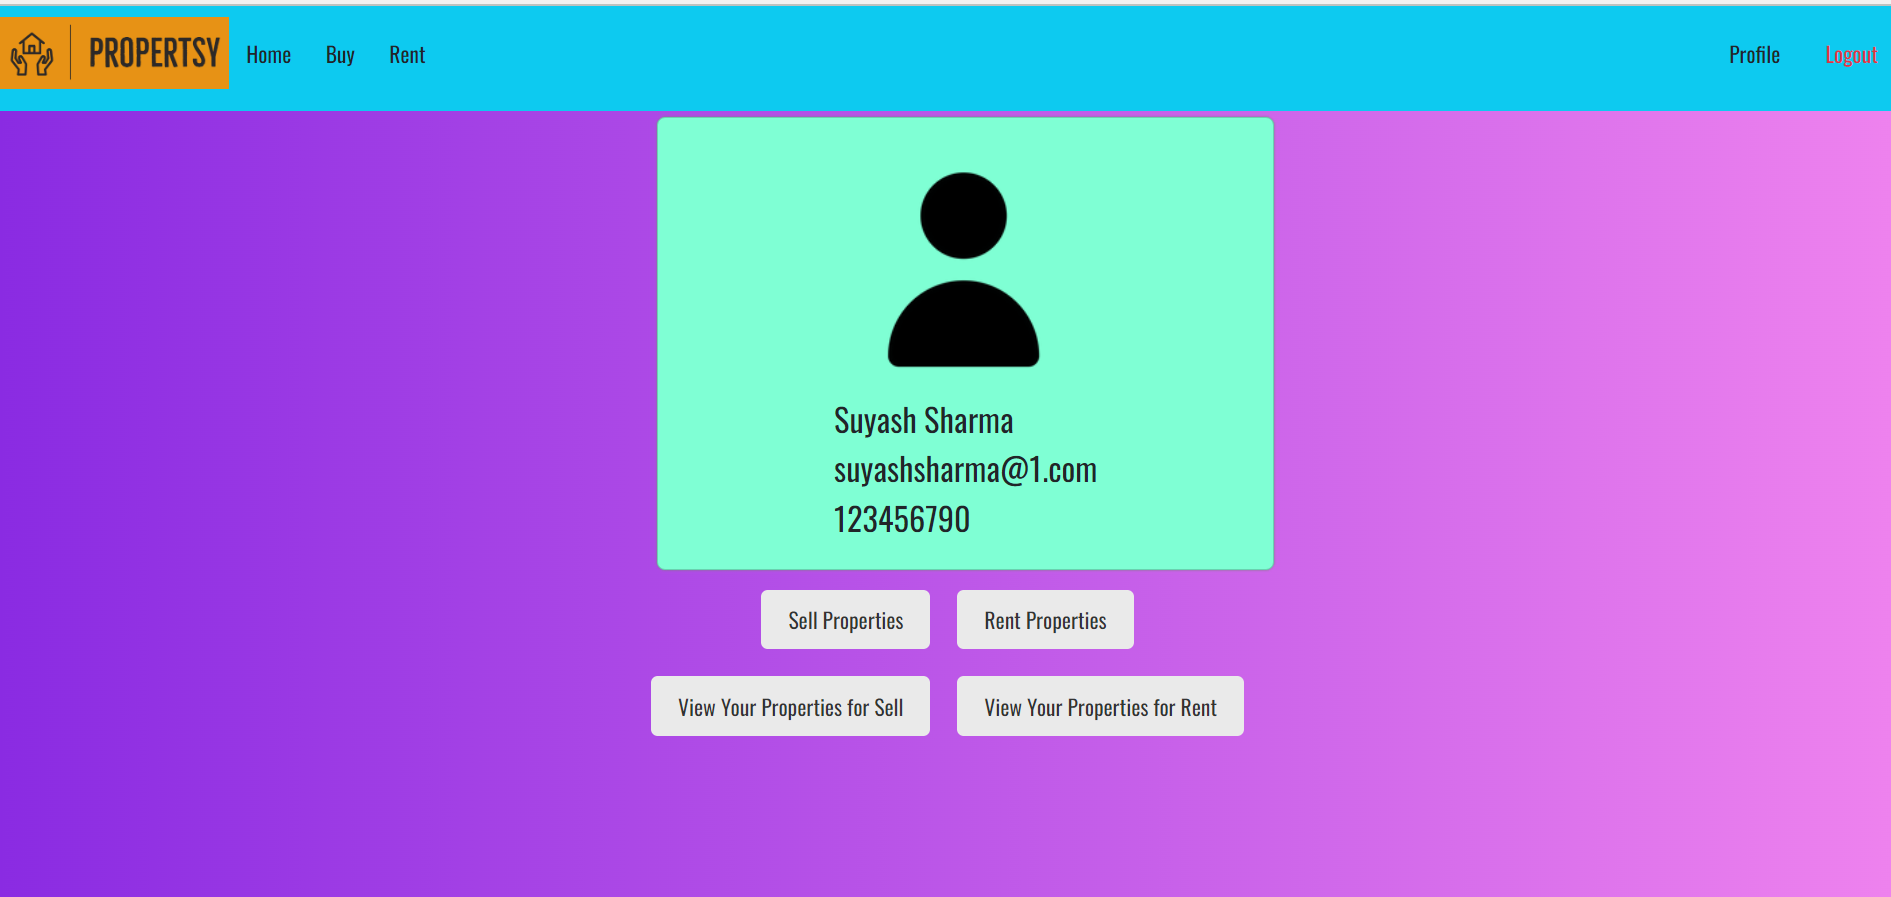 PROPERTSY Home Buy Rent Profile Logout
Suyash Sharma
suyashsharma@1.com
123456790
Sell Properties Rent Properties
View Your Properties for Sell View Your Properties for Rent